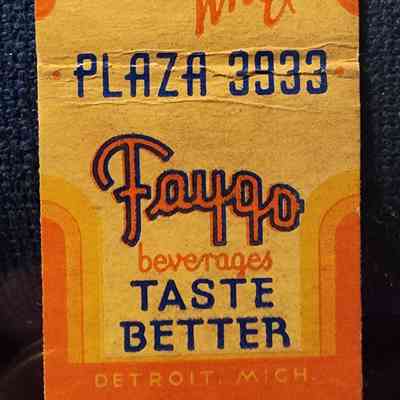 PLAZA 3933
Faygo
beverages
TASTE
BETTER
DETROIT, MICH.